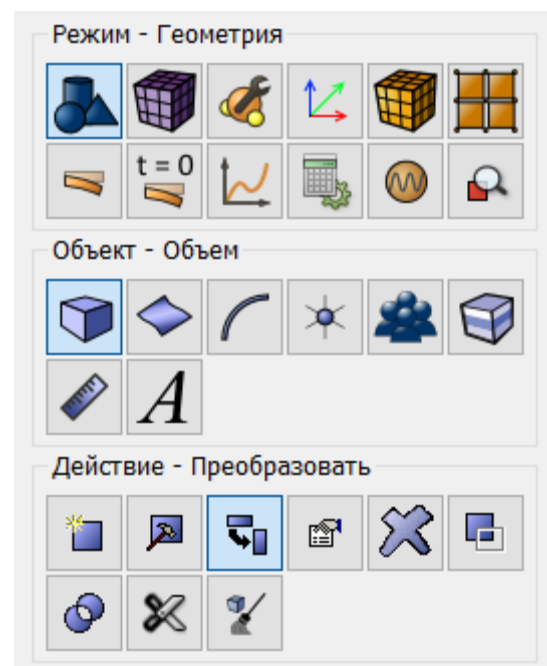 Режим - Геометрия
t = 0
Объект - Объем
A
Действие - Преобразовать